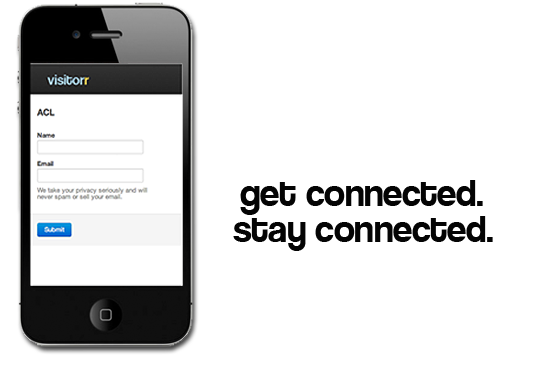 visitorr
ACL
Name
Email
We take your privacy seriously and will
never spam or sell your email.
Submit
get connected.
stay connected.